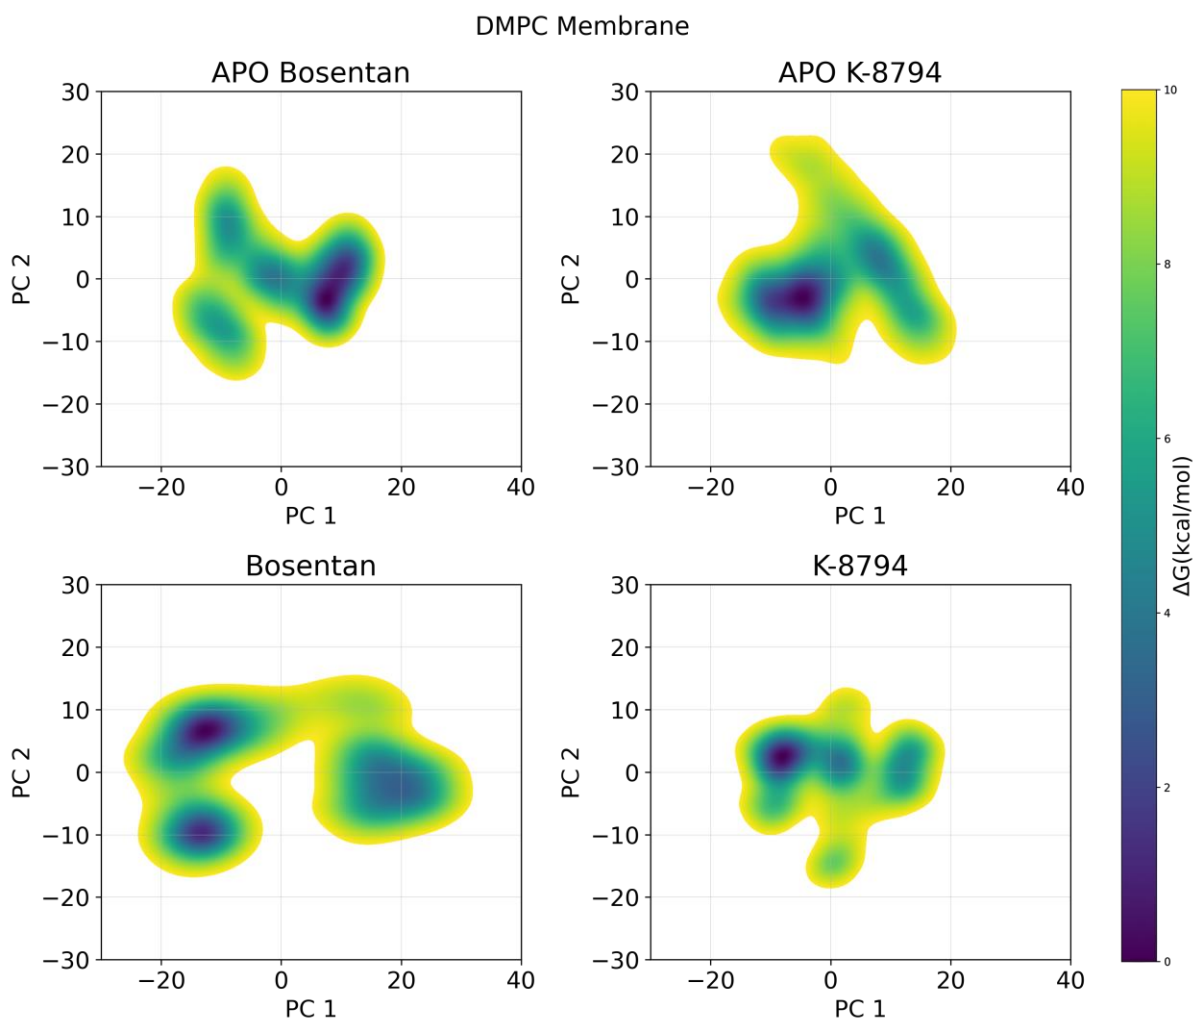 DMPC Membrane
APO Bosentan
30
20
10
0
−10
−20
−30
−20 0 20 40
PC 1
PC 2
APO K-8794
30
20
10
0
−10
−20
−30
−20 0 20 40
PC 1
PC 2
Bosentan
30
20
10
0
−10
−20
−30
−20 0 20 40
PC 1
PC 2
K-8794
30
20
10
0
−10
−20
−30
−20 0 20 40
PC 1
PC 2
10
8
6
4
2
0
ΔG(kcal/mol)